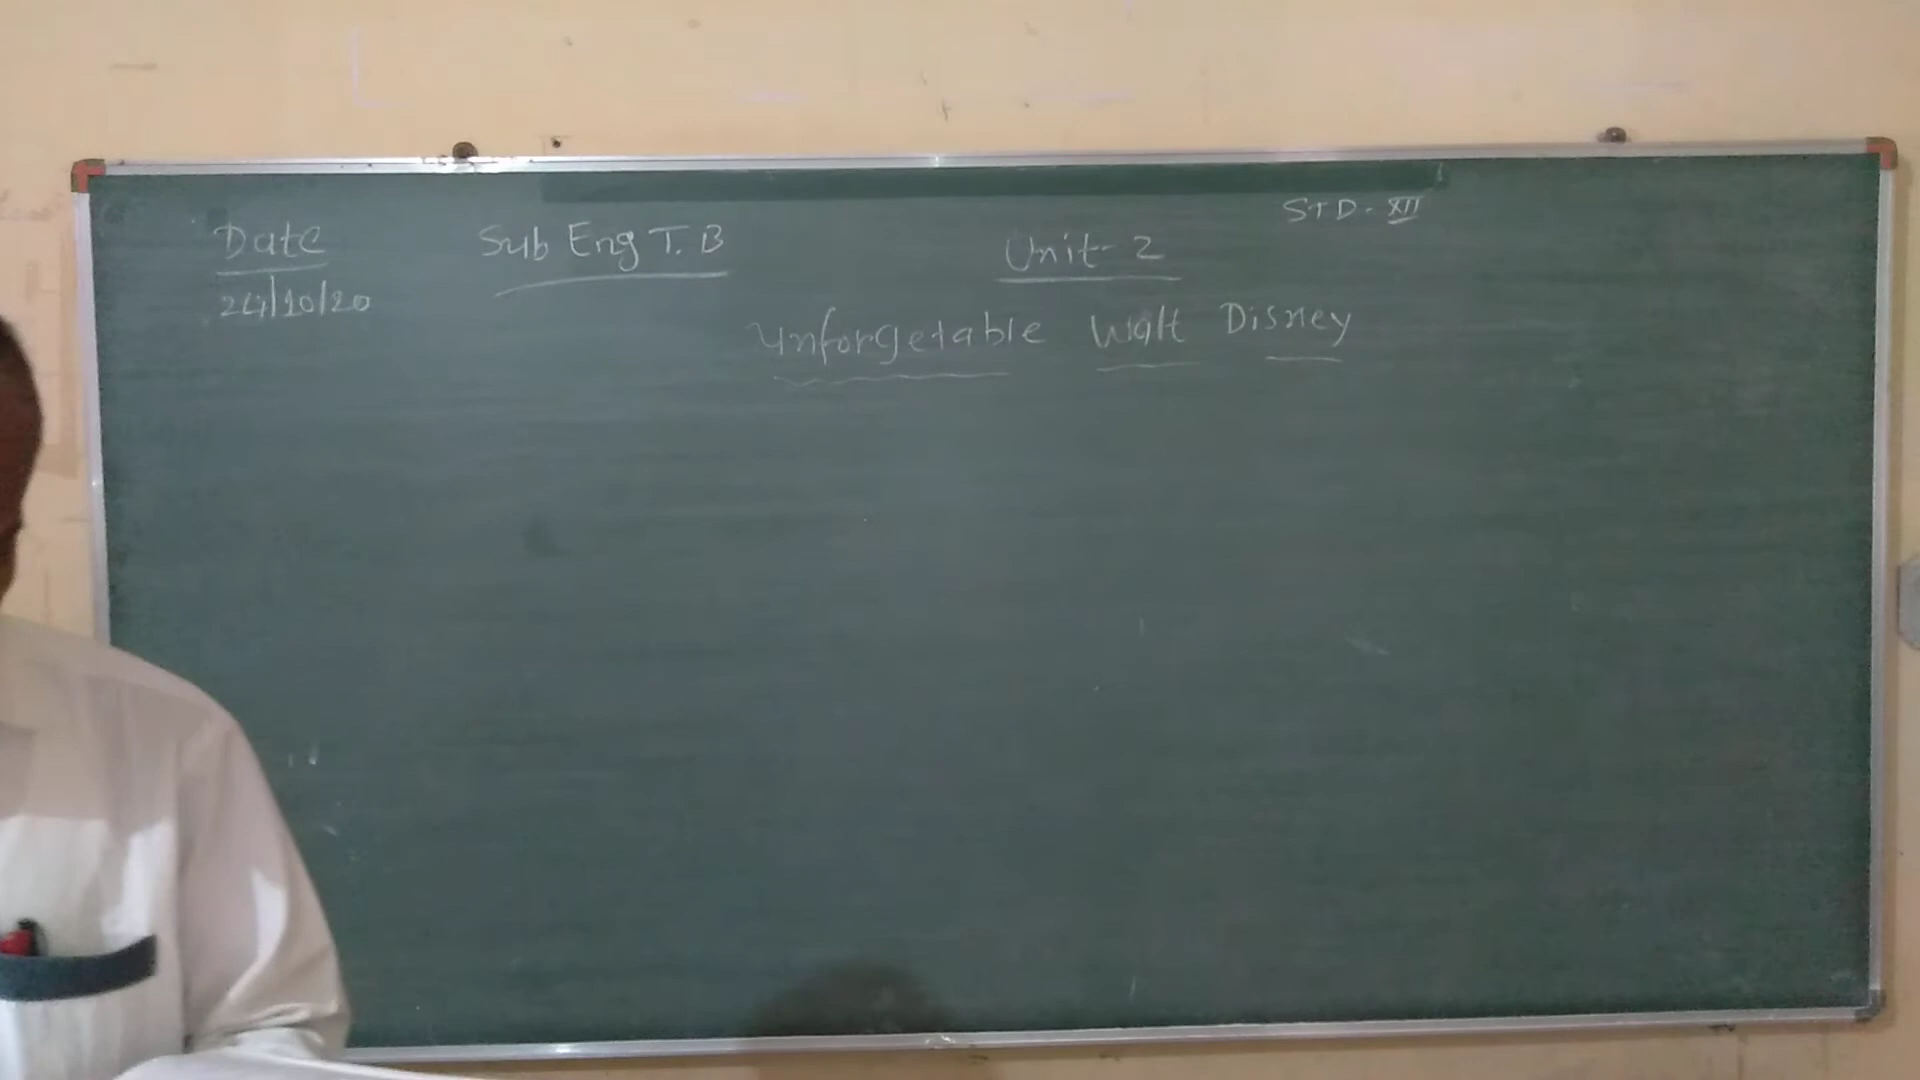 STD - XII
Date Sub Eng T.B Unit-2
24/10/20
Unforgetable Walt Disney